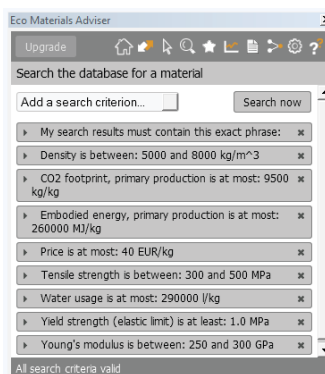 Eco Materials Adviser
Upgrade
Search the database for a material
Add a search criterion...
Search now
My search results must contain this exact phrase:
Density is between: 5000 and 8000 kg/m^3
CO2 footprint, primary production is at most: 9500
kg/kg
Embodied energy, primary production is at most:
260000 MJ/kg
Price is at most: 40 EUR/kg
Tensile strength is between: 300 and 500 MPa
Water usage is at most: 290000 l/kg
Yield strength (elastic limit) is at least: 1.0 MPa
Young's modulus is between: 250 and 300 GPa
All search criteria valid